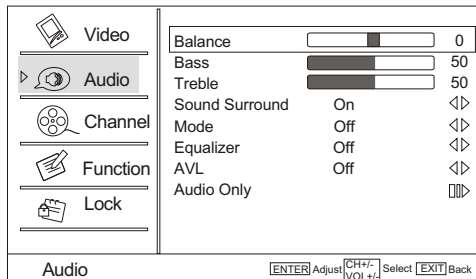 Video
Audio
Channel
Function
Lock
Balance 0
Bass 50
Treble 50
Sound Surround On
Mode Off
Equalizer Off
AVL Off
Audio Only
Audio
ENTER Adjust CH+/- VOL+/- Select EXIT Back